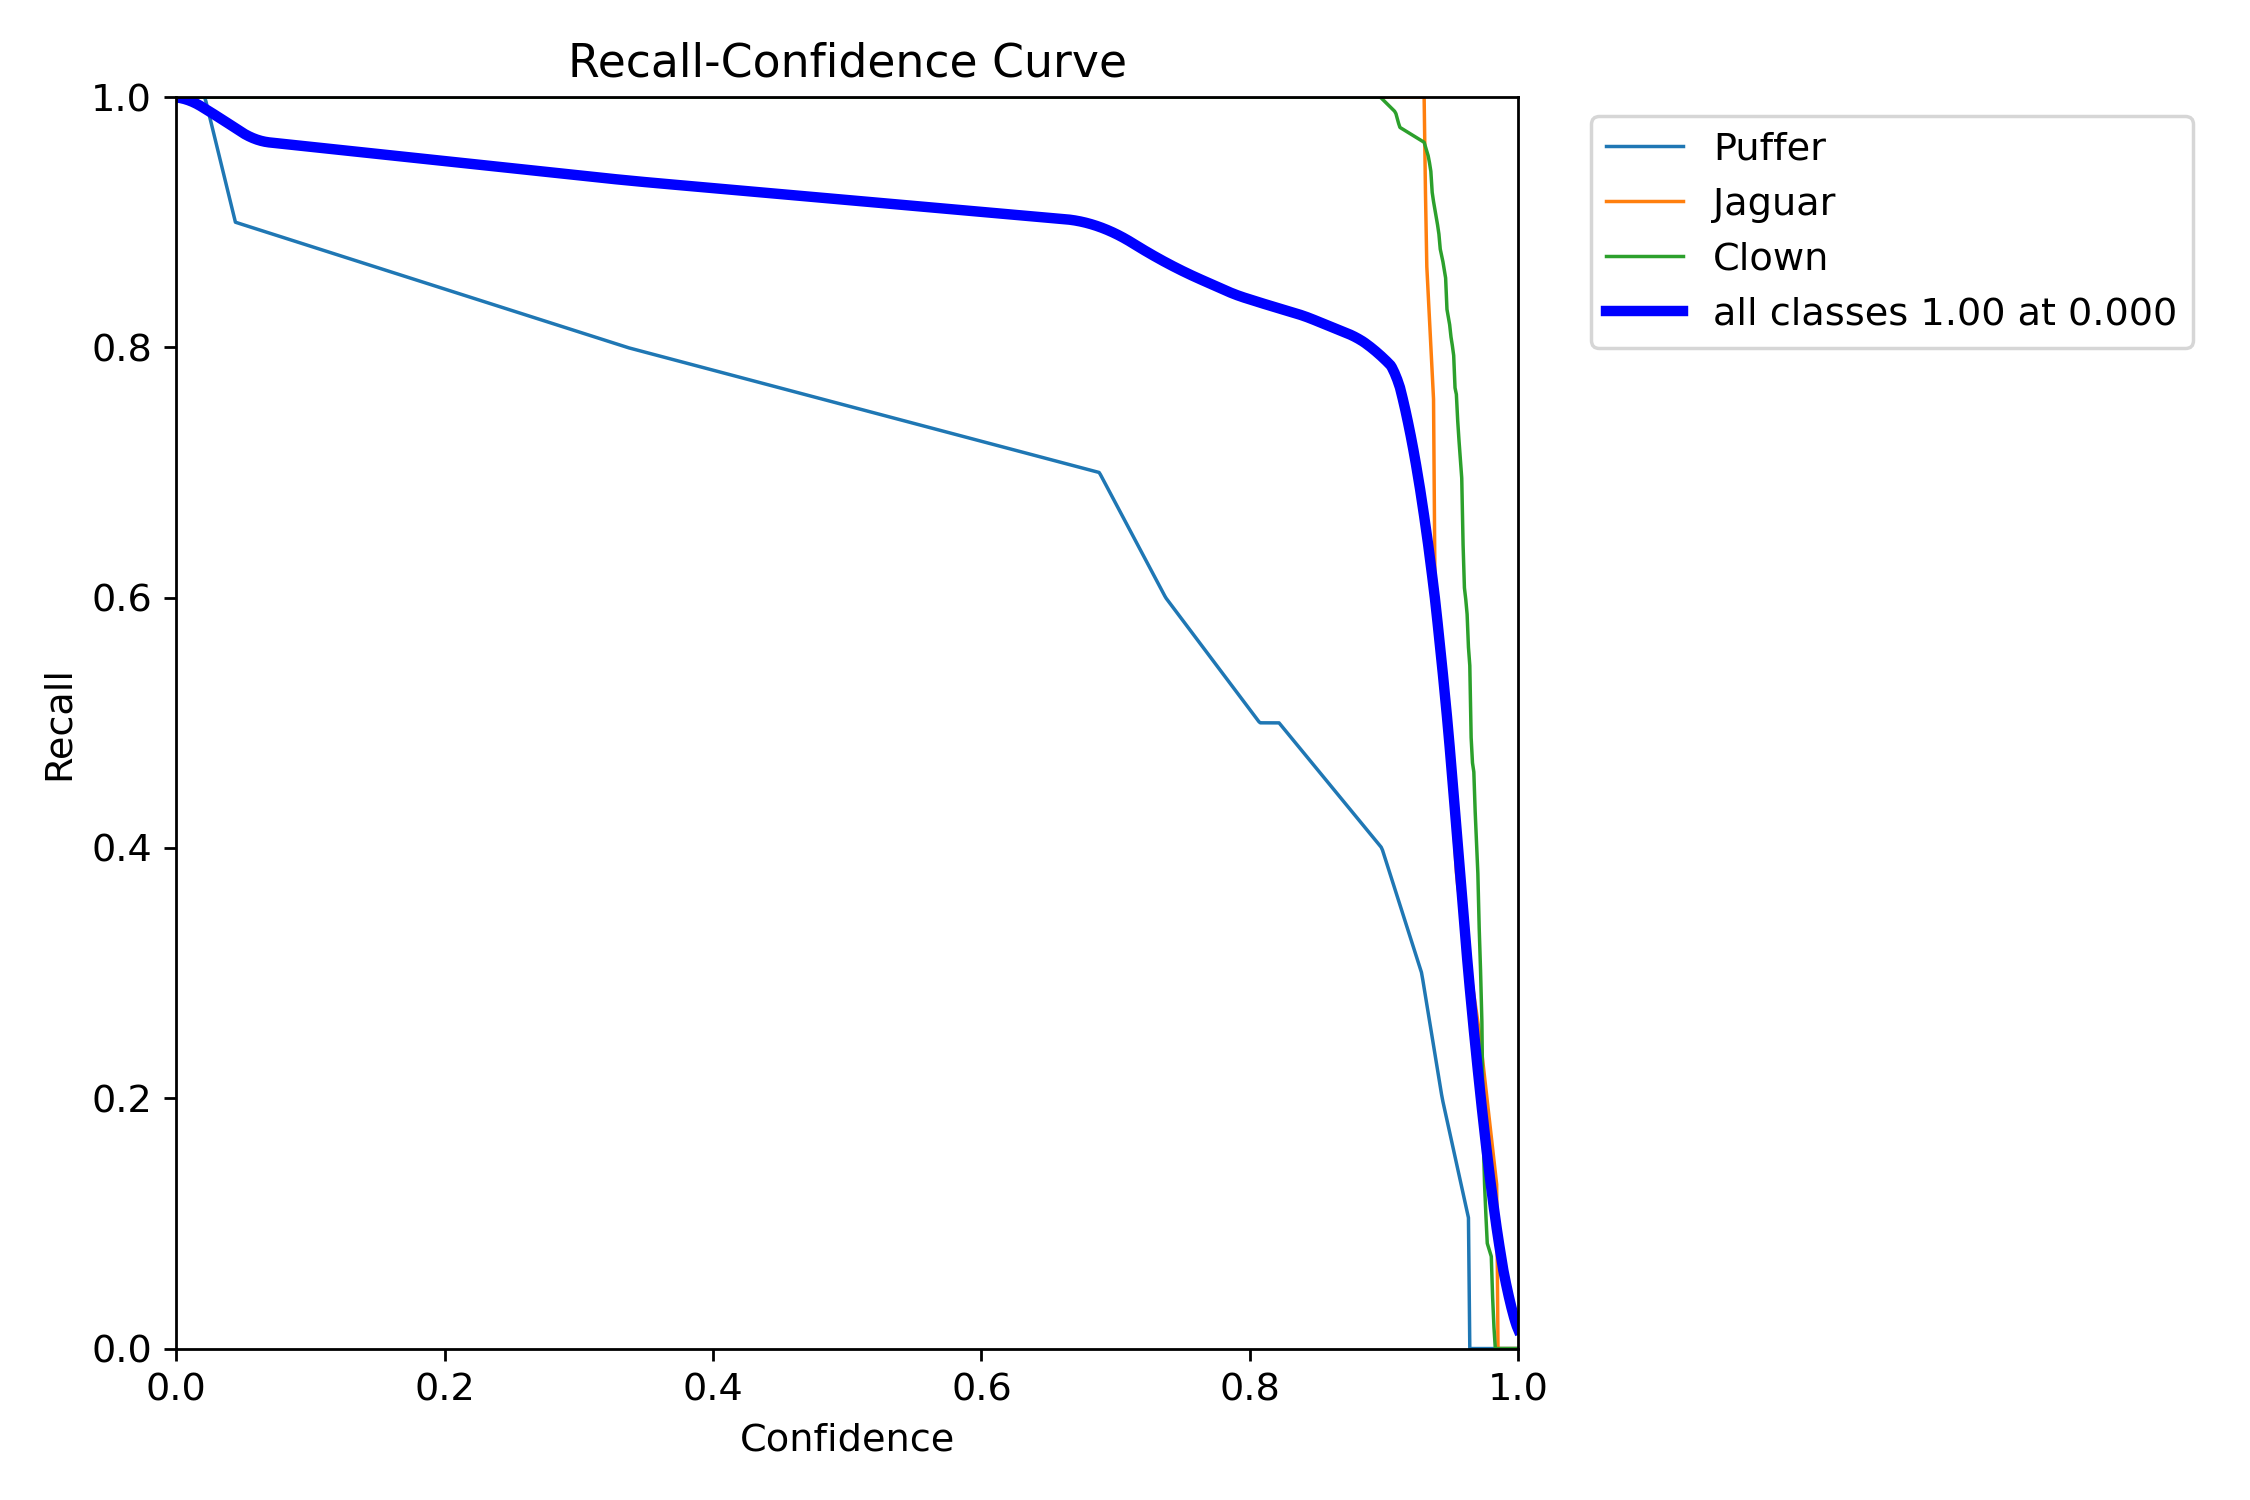 Recall-Confidence Curve
1.0
0.8
0.6
0.4
0.2
0.0
Recall
0.0 0.2 0.4 0.6 0.8 1.0
Confidence
Puffer
Jaguar
Clown
all classes 1.00 at 0.000